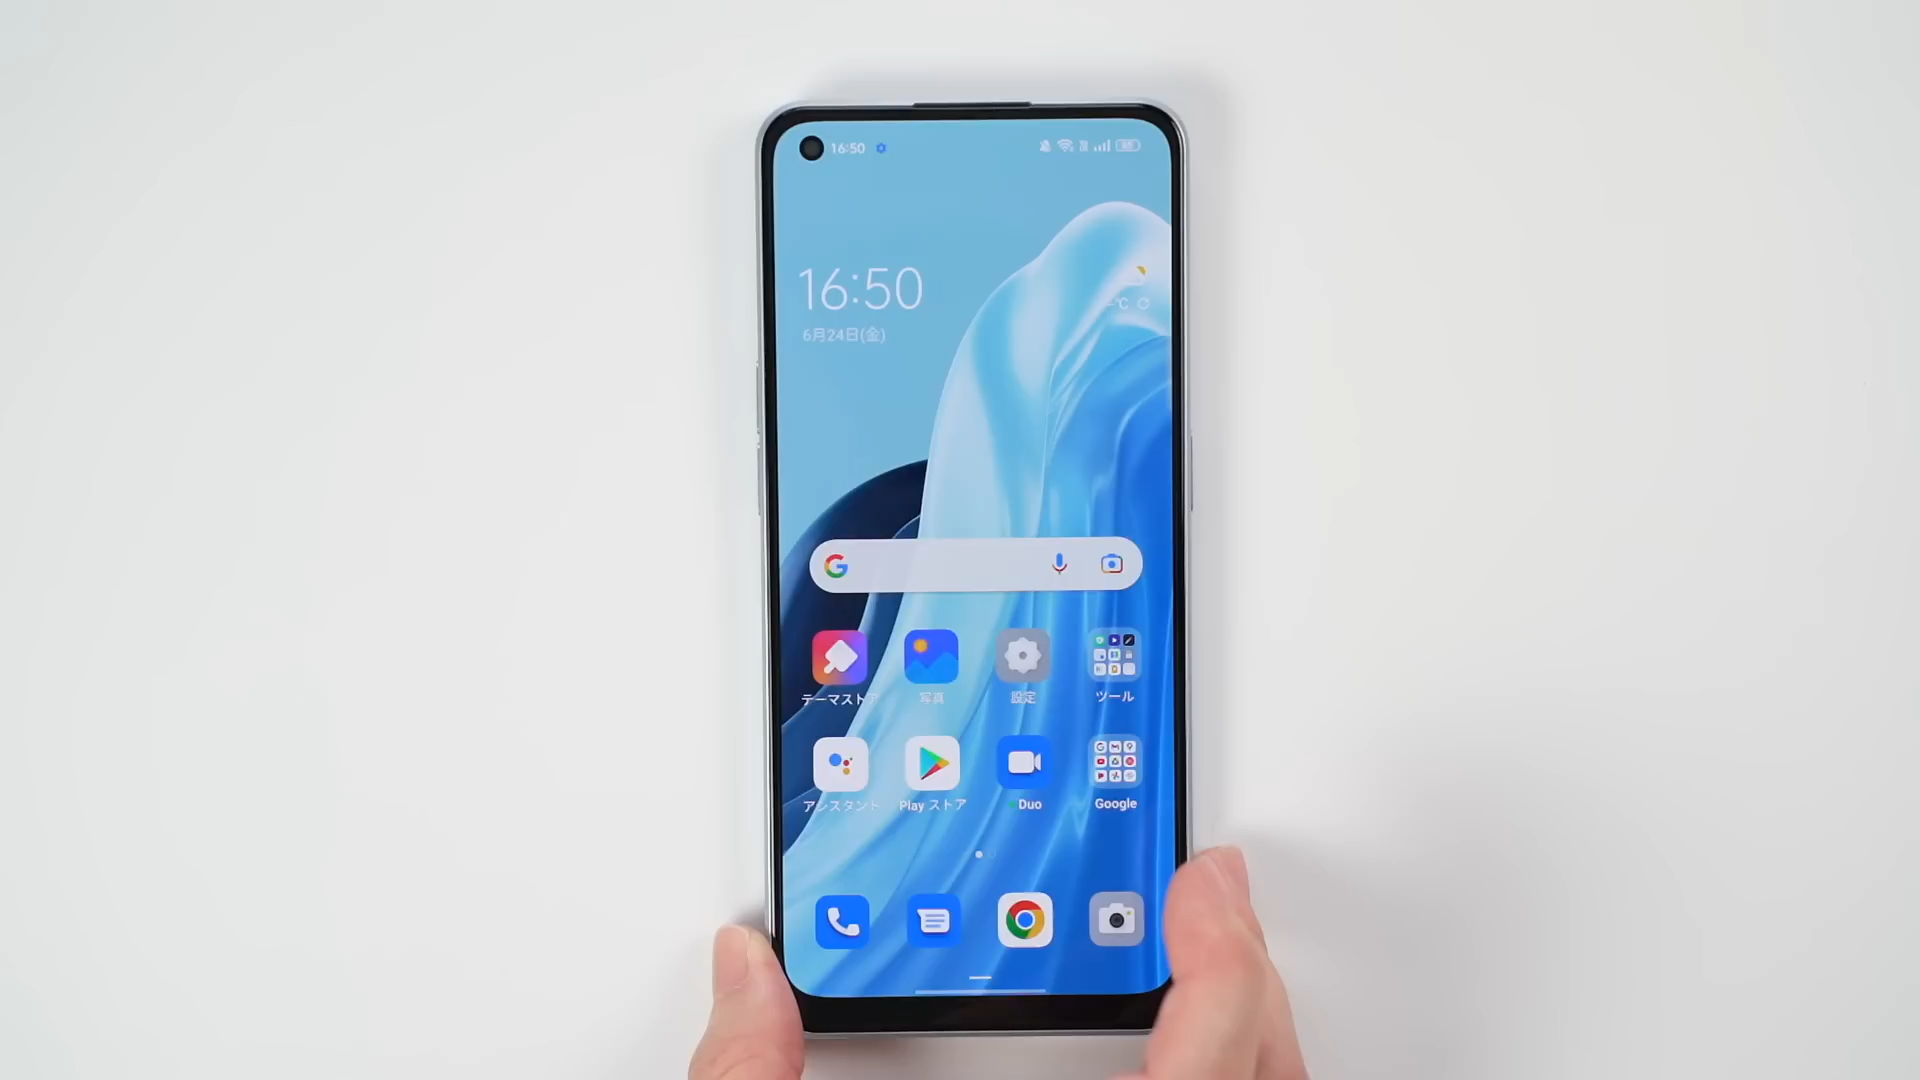 16:50
16:50
6月24日(金)
°C
テーマストア
写真
設定
ツール
アシスタント
Play ストア
Duo
Google